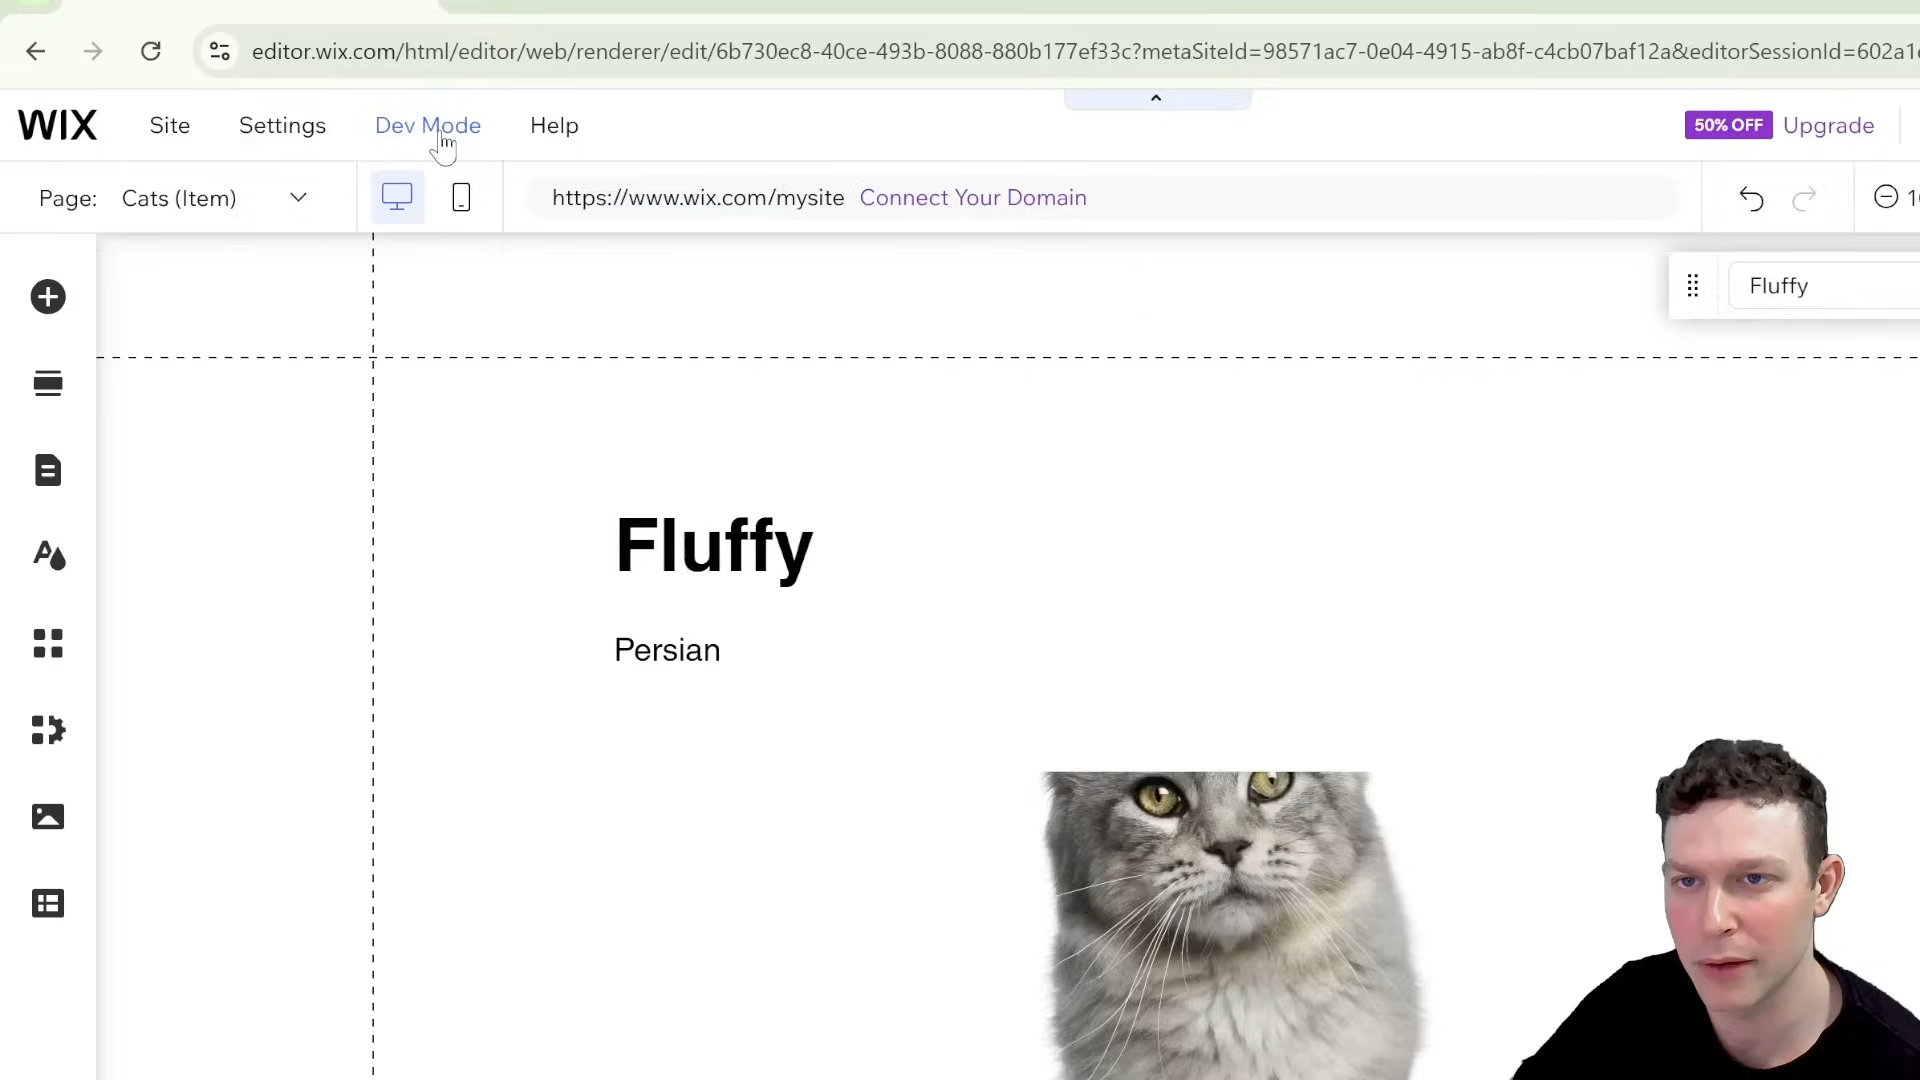 editor.wix.com/html/editor/web/renderer/edit/6b730ec8-40ce-493b-8088-880b177ef33c?metaSiteId=98571ac7-0e04-4915-ab8f-c4cb07baf12a&editorSessionId=602a1
WIX Site Settings Dev Mode Help 50% OFF Upgrade
Page: Cats (Item) https://www.wix.com/mysite Connect Your Domain
Fluffy
Fluffy
Persian